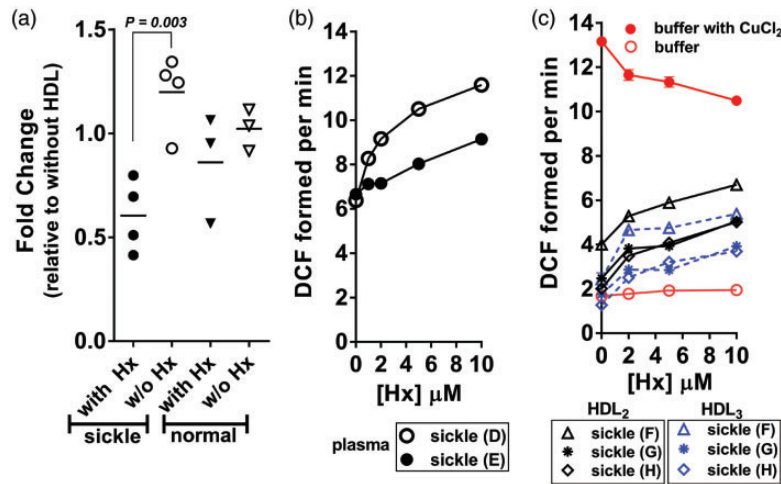 (a)
P = 0.003
1.5
1.0
0.5
0.0
Fold Change
(relative to without HDL)
with Hx
w/o Hx
with Hx
w/o Hx
sickle
normal
(b)
14
12
10
8
6
4
2
0
DCF formed per min
0 2 4 6 8 10
[Hx] μM
plasma
sickle (D)
sickle (E)
(c)
buffer with CuCl2
buffer
14
12
10
8
6
4
2
0
DCF formed per min
0 2 4 6 8 10
[Hx] μM
HDL2
sickle (F)
sickle (G)
sickle (H)
HDL3
sickle (F)
sickle (G)
sickle (H)